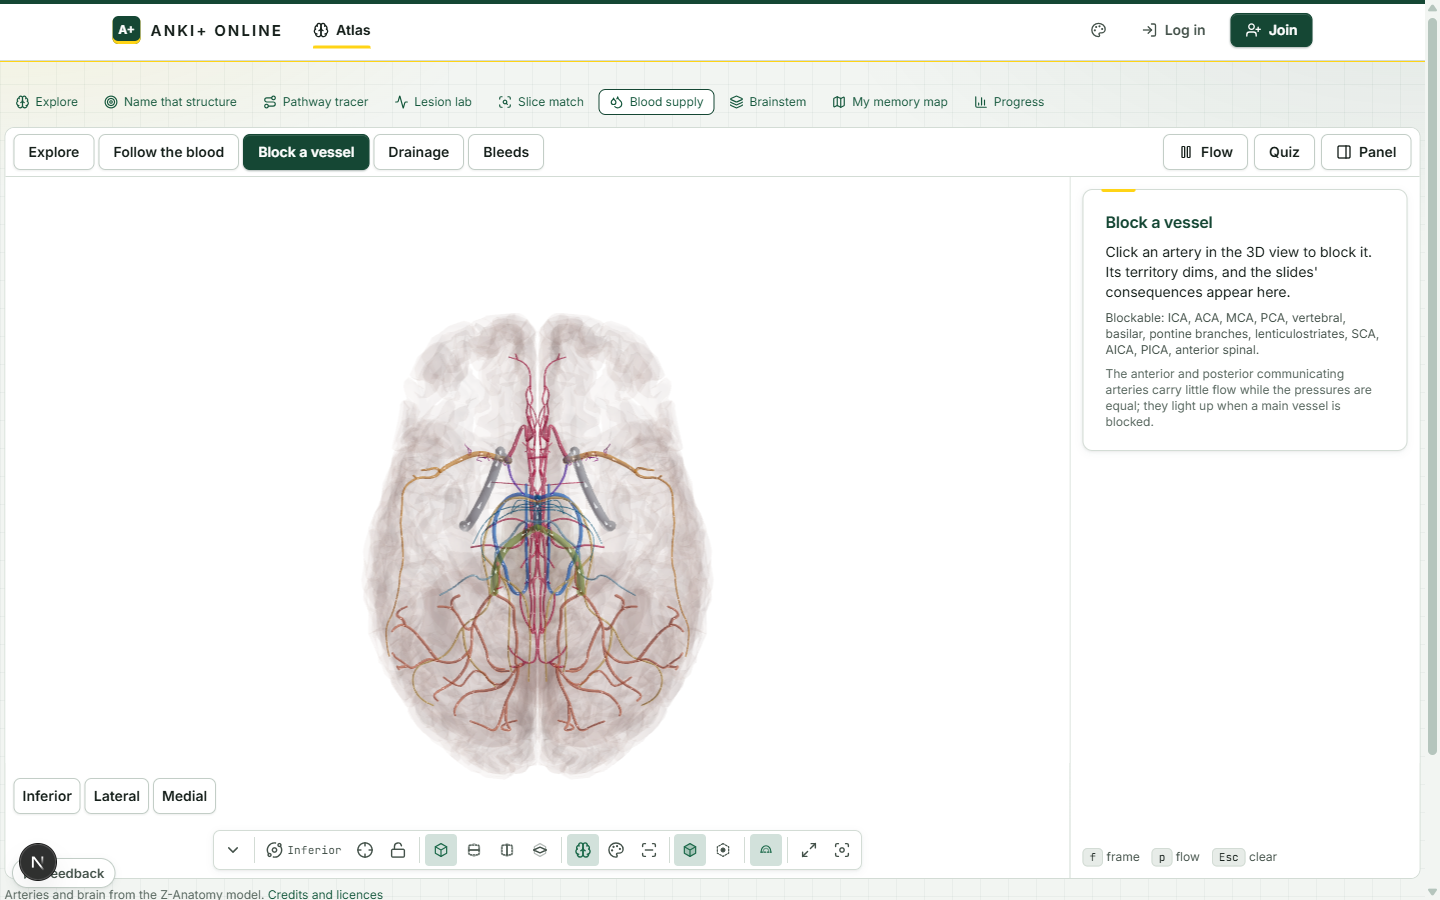 A+ ANKI+ ONLINE Atlas Log in Join
Explore Name that structure Pathway tracer Lesion lab Slice match Blood supply Brainstem My memory map Progress
Explore Follow the blood Block a vessel Drainage Bleeds Flow Quiz Panel
Block a vessel
Click an artery in the 3D view to block it.
Its territory dims, and the slides'
consequences appear here.
Blockable: ICA, ACA, MCA, PCA, vertebral,
basilar, pontine branches, lenticulostriates, SCA,
AICA, PICA, anterior spinal.
The anterior and posterior communicating
arteries carry little flow while the pressures are
equal; they light up when a main vessel is
blocked.
Inferior Lateral Medial
Inferior
f frame p flow Esc clear
N eedback
Arteries and brain from the Z-Anatomy model. Credits and licences